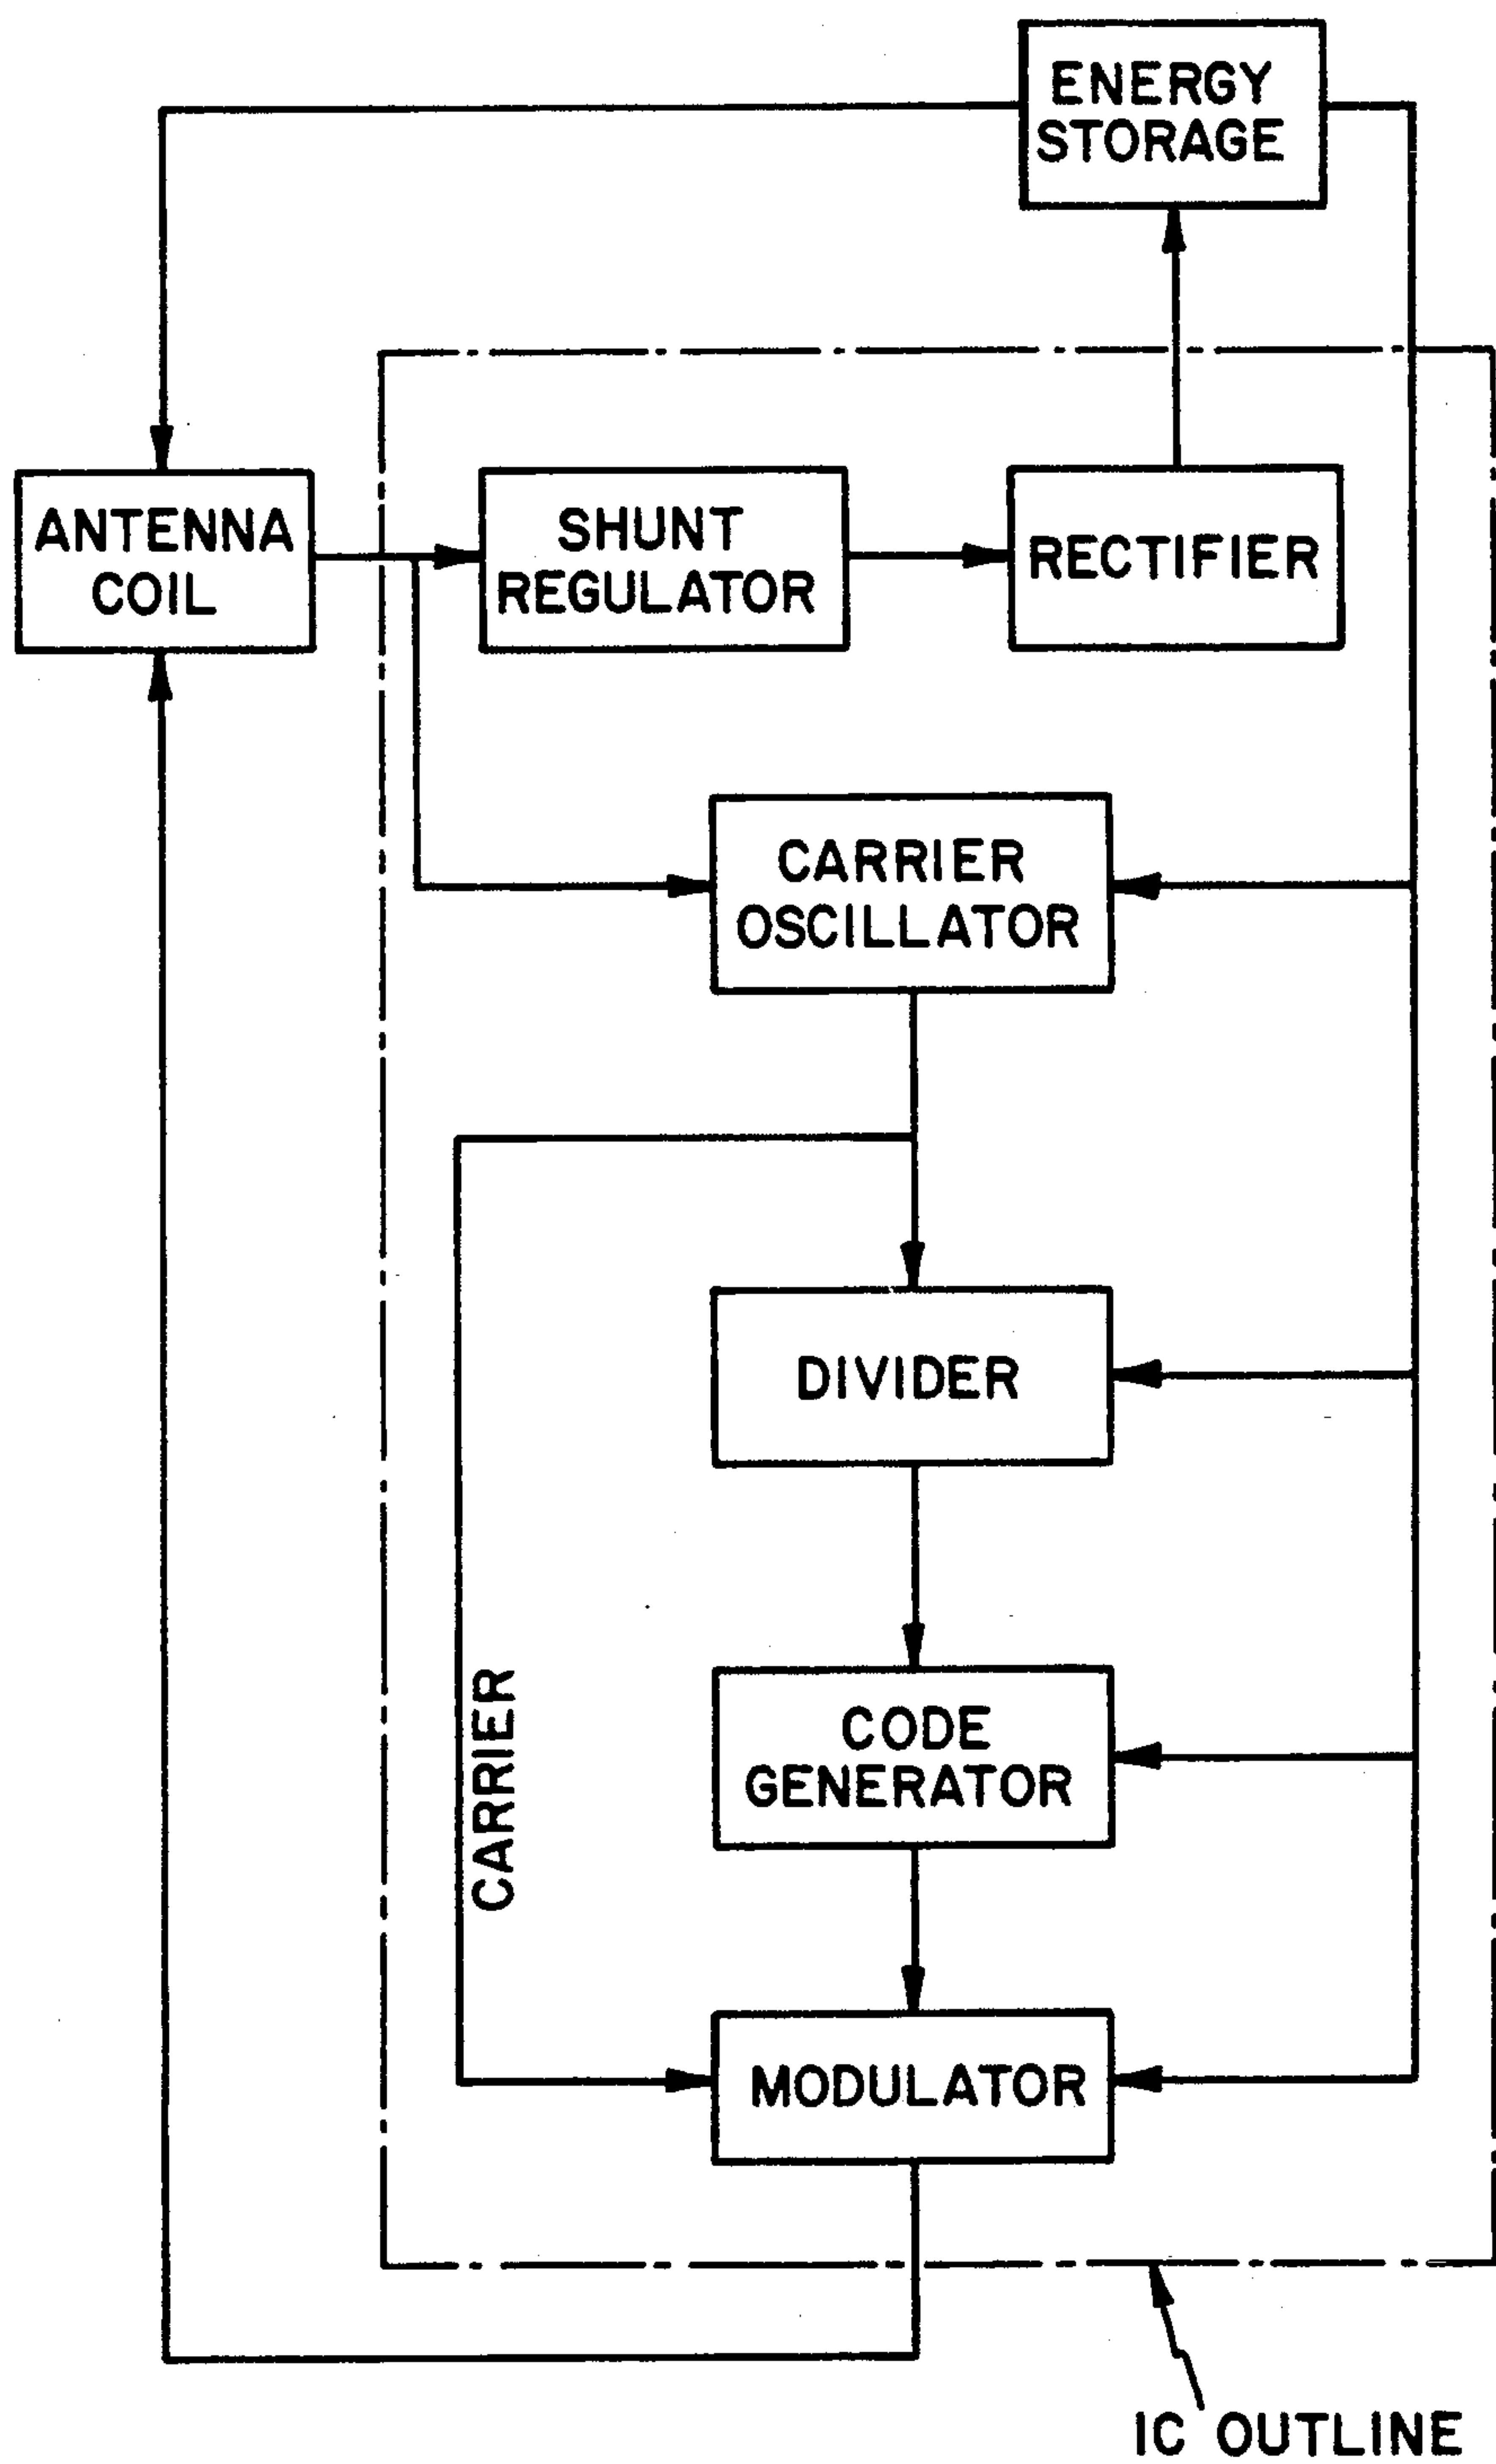 ENERGY
STORAGE
ANTENNA
COIL
SHUNT
REGULATOR
RECTIFIER
CARRIER
OSCILLATOR
DIVIDER
CODE
GENERATOR
CARRIER
MODULATOR
IC OUTLINE